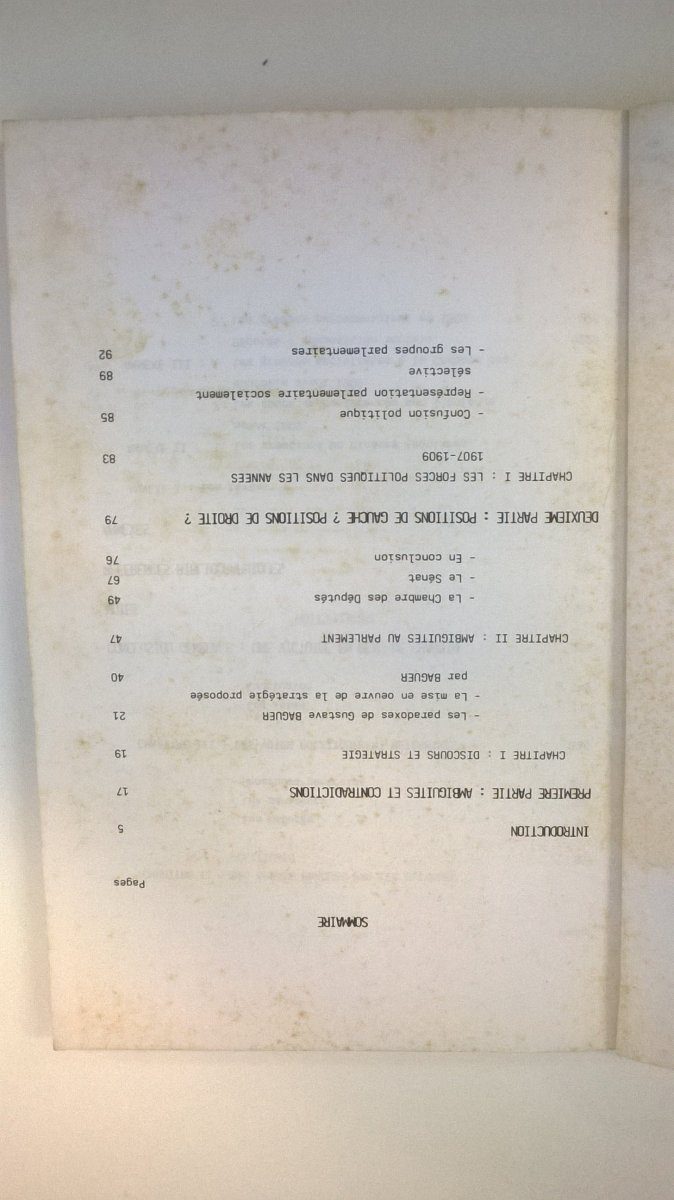 SOMMAIRE
Pages
INTRODUCTION 5
PREMIERE PARTIE : AMBIGUITES ET CONTRADICTIONS 17
CHAPITRE I : DISCOURS ET STRATEGIE 19
- Les paradoxes de Gustave BAGUER 21
- La mise en oeuvre de la stratégie proposée
par BAGUER 40
CHAPITRE II : AMBIGUITES AU PARLEMENT 47
- La Chambre des Députés 49
- Le Sénat 67
- En conclusion 76
DEUXIEME PARTIE : POSITIONS DE GAUCHE ? POSITIONS DE DROITE ? 79
CHAPITRE I : LES FORCES POLITIQUES DANS LES ANNEES
1907-1909 83
- Confusion politique 85
- Représentation parlementaire socialement
sélective 89
- Les groupes parlementaires 92